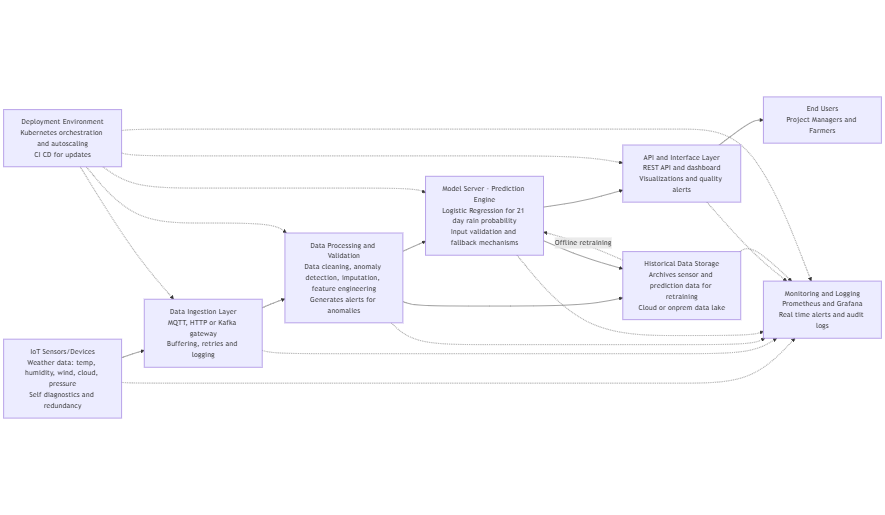 Deployment Environment
Kubernetes orchestration
and autoscaling
CI CD for updates
IoT Sensors/Devices
Weather data: temp,
humidity, wind, cloud,
pressure
Self diagnostics and
redundancy
Data Ingestion Layer
MQTT, HTTP or Kafka
gateway
Buffering, retries and
logging
Data Processing and
Validation
Data cleaning, anomaly
detection, imputation,
feature engineering
Generates alerts for
anomalies
Model Server - Prediction
Engine
Logistic Regression for 21
day rain probability
Input validation and
fallback mechanisms
Offline retraining
API and Interface Layer
REST API and dashboard
Visualizations and quality
alerts
Historical Data Storage
Archives sensor and
prediction data for
retraining
Cloud or onprem data lake
End Users
Project Managers and
Farmers
Monitoring and Logging
Prometheus and Grafana
Real time alerts and audit
logs